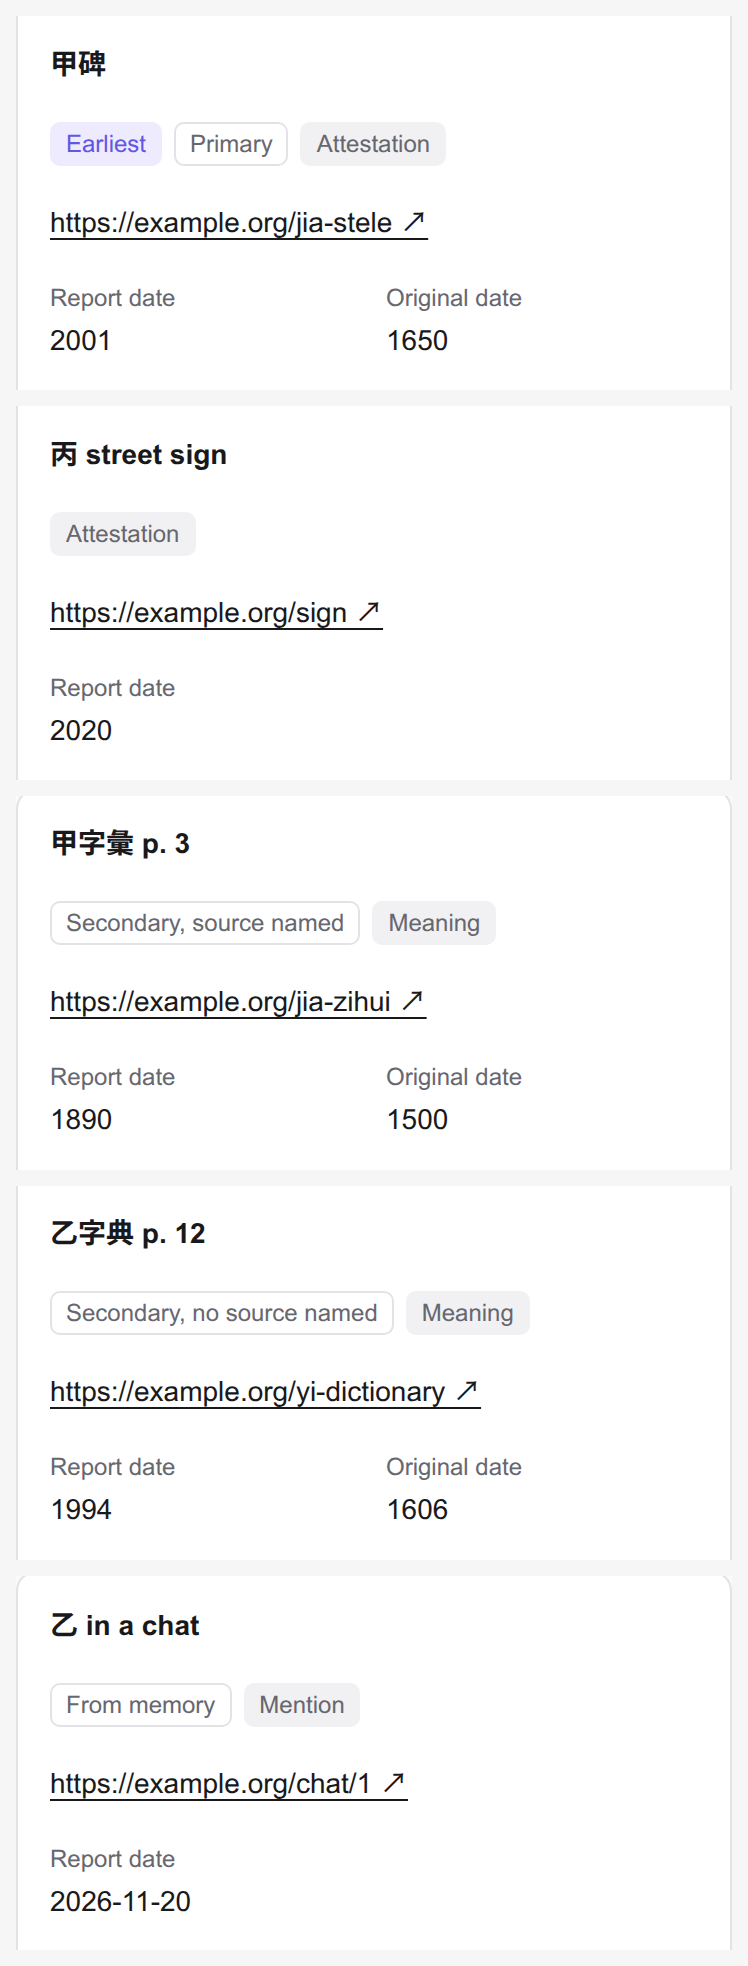 甲碑
Earliest Primary Attestation
https://example.org/jia-stele ↗
Report date Original date
2001 1650
丙 street sign
Attestation
https://example.org/sign ↗
Report date
2020
甲字彙 p. 3
Secondary, source named Meaning
https://example.org/jia-zihui ↗
Report date Original date
1890 1500
乙字典 p. 12
Secondary, no source named Meaning
https://example.org/yi-dictionary ↗
Report date Original date
1994 1606
乙 in a chat
From memory Mention
https://example.org/chat/1 ↗
Report date
2026-11-20